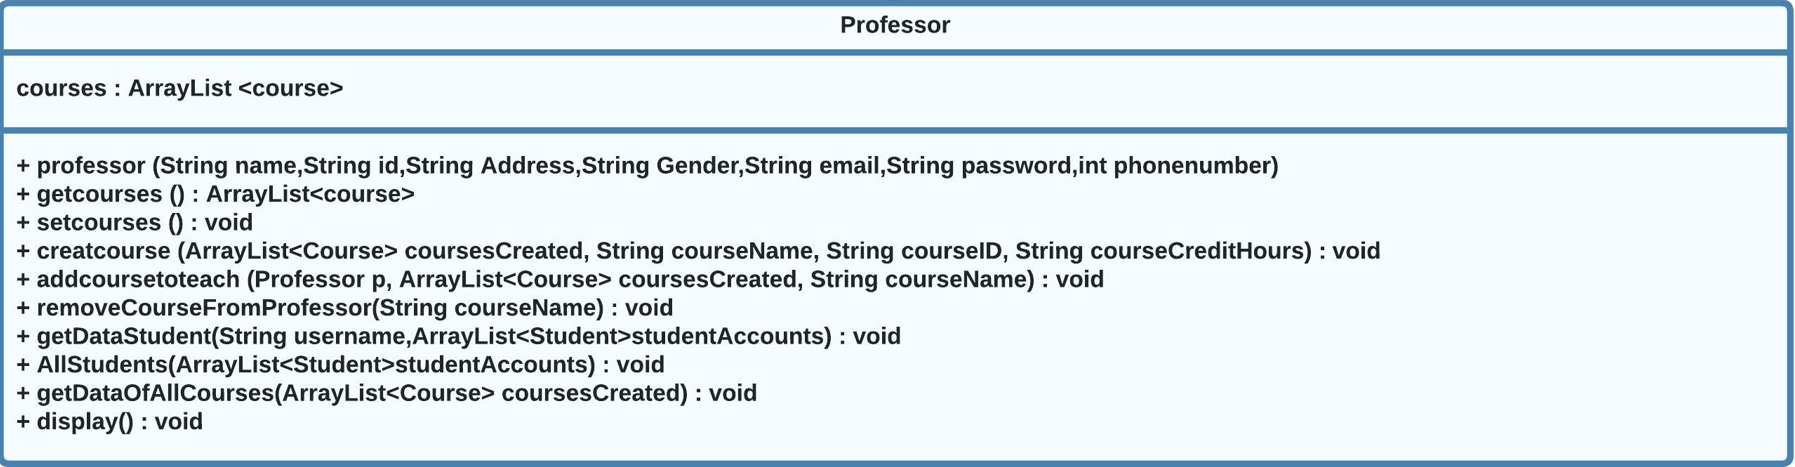 Professor
courses : ArrayList <course>
+ professor (String name,String id,String Address,String Gender,String email,String password,int phonenumber)
+ getcourses () : ArrayList<course>
+ setcourses () : void
+ creatcourse (ArrayList<Course> coursesCreated, String courseName, String courseID, String courseCreditHours) : void
+ addcoursetoteach (Professor p, ArrayList<Course> coursesCreated, String courseName) : void
+ removeCourseFromProfessor(String courseName) : void
+ getDataStudent(String username,ArrayList<Student>studentAccounts) : void
+ AllStudents(ArrayList<Student>studentAccounts) : void
+ getDataOfAllCourses(ArrayList<Course> coursesCreated) : void
+ display() : void